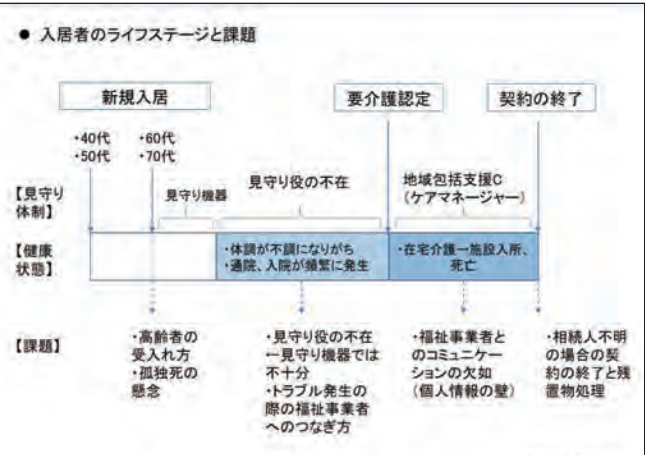 ● 入居者のライフステージと課題
新規入居
要介護認定
契約の終了
・40代
・50代
・60代
・70代
【見守り
体制】
見守り機器
見守り役の不在
地域包括支援C
（ケアマネージャー）
【健康
状態】
・体調が不調になりがち
・通院、入院が頻繁に発生
・在宅介護→施設入所、
死亡
【課題】
・高齢者の
受入れ方
・孤独死の
懸念
・見守り役の不在
←見守り機器では
不十分
・トラブル発生の
際の福祉事業者
へのつなぎ方
・福祉事業者と
のコミュニケー
ションの欠如
（個人情報の壁）
・相続人不明
の場合の契
約の終了と残
置物処理